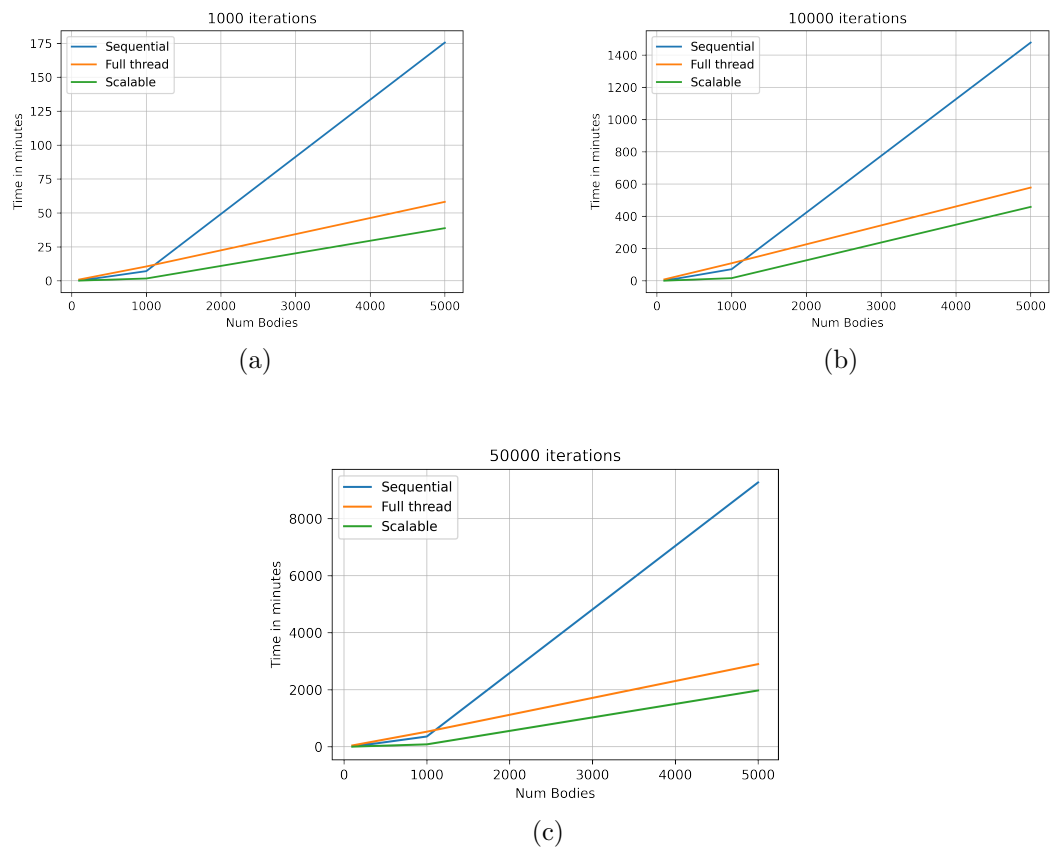 1000 iterations
Sequential
Full thread
Scalable
175
150
125
100
75
50
25
0
Time in minutes
0 1000 2000 3000 4000 5000
Num Bodies
(a)
10000 iterations
Sequential
Full thread
Scalable
1400
1200
1000
800
600
400
200
0
Time in minutes
0 1000 2000 3000 4000 5000
Num Bodies
(b)
50000 iterations
Sequential
Full thread
Scalable
8000
6000
4000
2000
0
Time in minutes
0 1000 2000 3000 4000 5000
Num Bodies
(c)